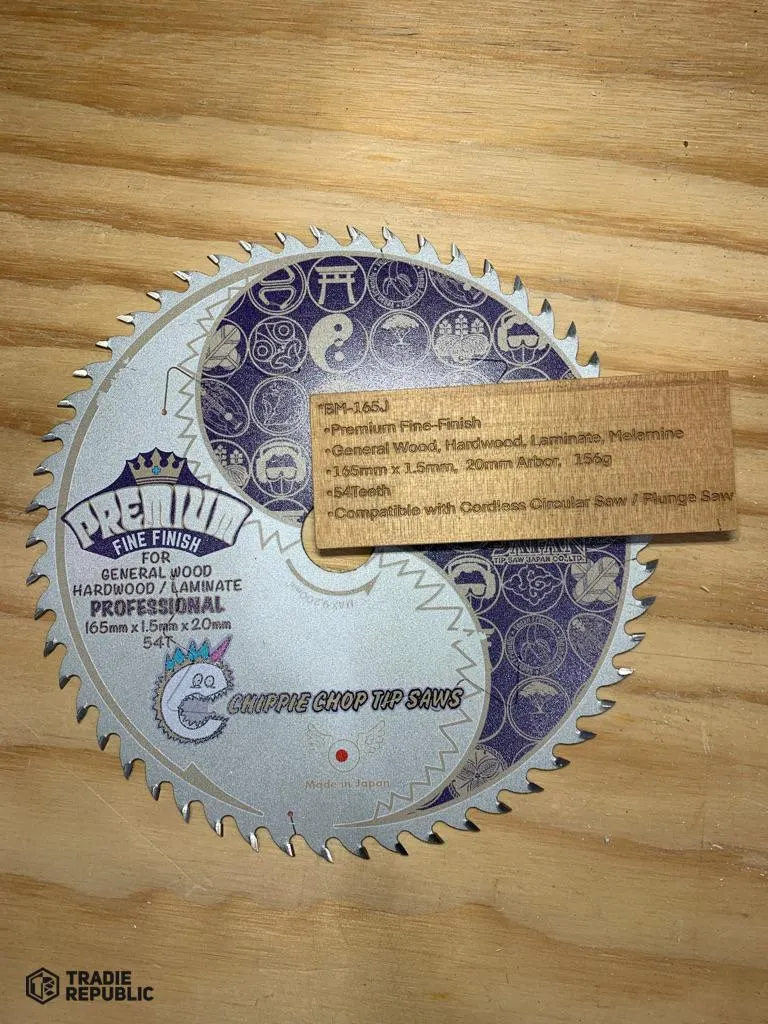 PREMIUM
FINE FINISH
FOR
GENERAL WOOD
HARDWOOD / LAMINATE
PROFESSIONAL
165mm x 1.5mm x 20mm
54T
CHIPPIE CHOP TIP SAWS
Made in Japan
BM-165J
•Premium Fine-Finish
•General Wood, Hardwood, Laminate, Melamine
•165mm x 1.5mm, 20mm Arbor, 156g
•54Teeth
•Compatible with Cordless Circular Saw / Plunge Saw
TIP SAW JAPAN CO.LTD.
TRADIE
REPUBLIC